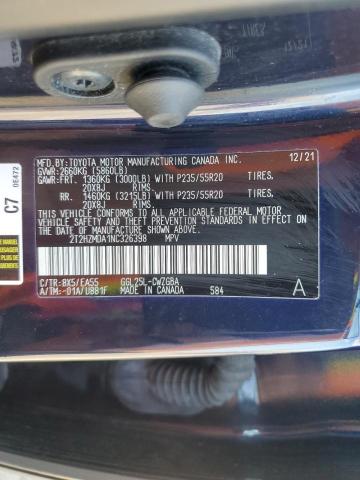 MFD.BY:TOYOTA MOTOR MANUFACTURING CANADA INC. 12/21
GVWR:2660KG (5860LB)
GAWR:FRT. 1360KG (3000LB) WITH P235/55R20 TIRES.
20X8J RIMS.
RR. 1460KG (3215LB) WITH P235/55R20 TIRES.
20X8J RIMS.
THIS VEHICLE CONFORMS TO ALL APPLICABLE FEDERAL MOTOR
VEHICLE SAFETY, BUMPER, AND THEFT PREVENTION STANDARDS
IN EFFECT ON THE DATE OF MANUFACTURE SHOWN ABOVE.
2T2HZMDA1NC326398 MPV
C/TR:8X5/EA55 GGL25L-CWZGBA
A/TM:-01A/UBB1F MADE IN CANADA 584 A
C7 0E472